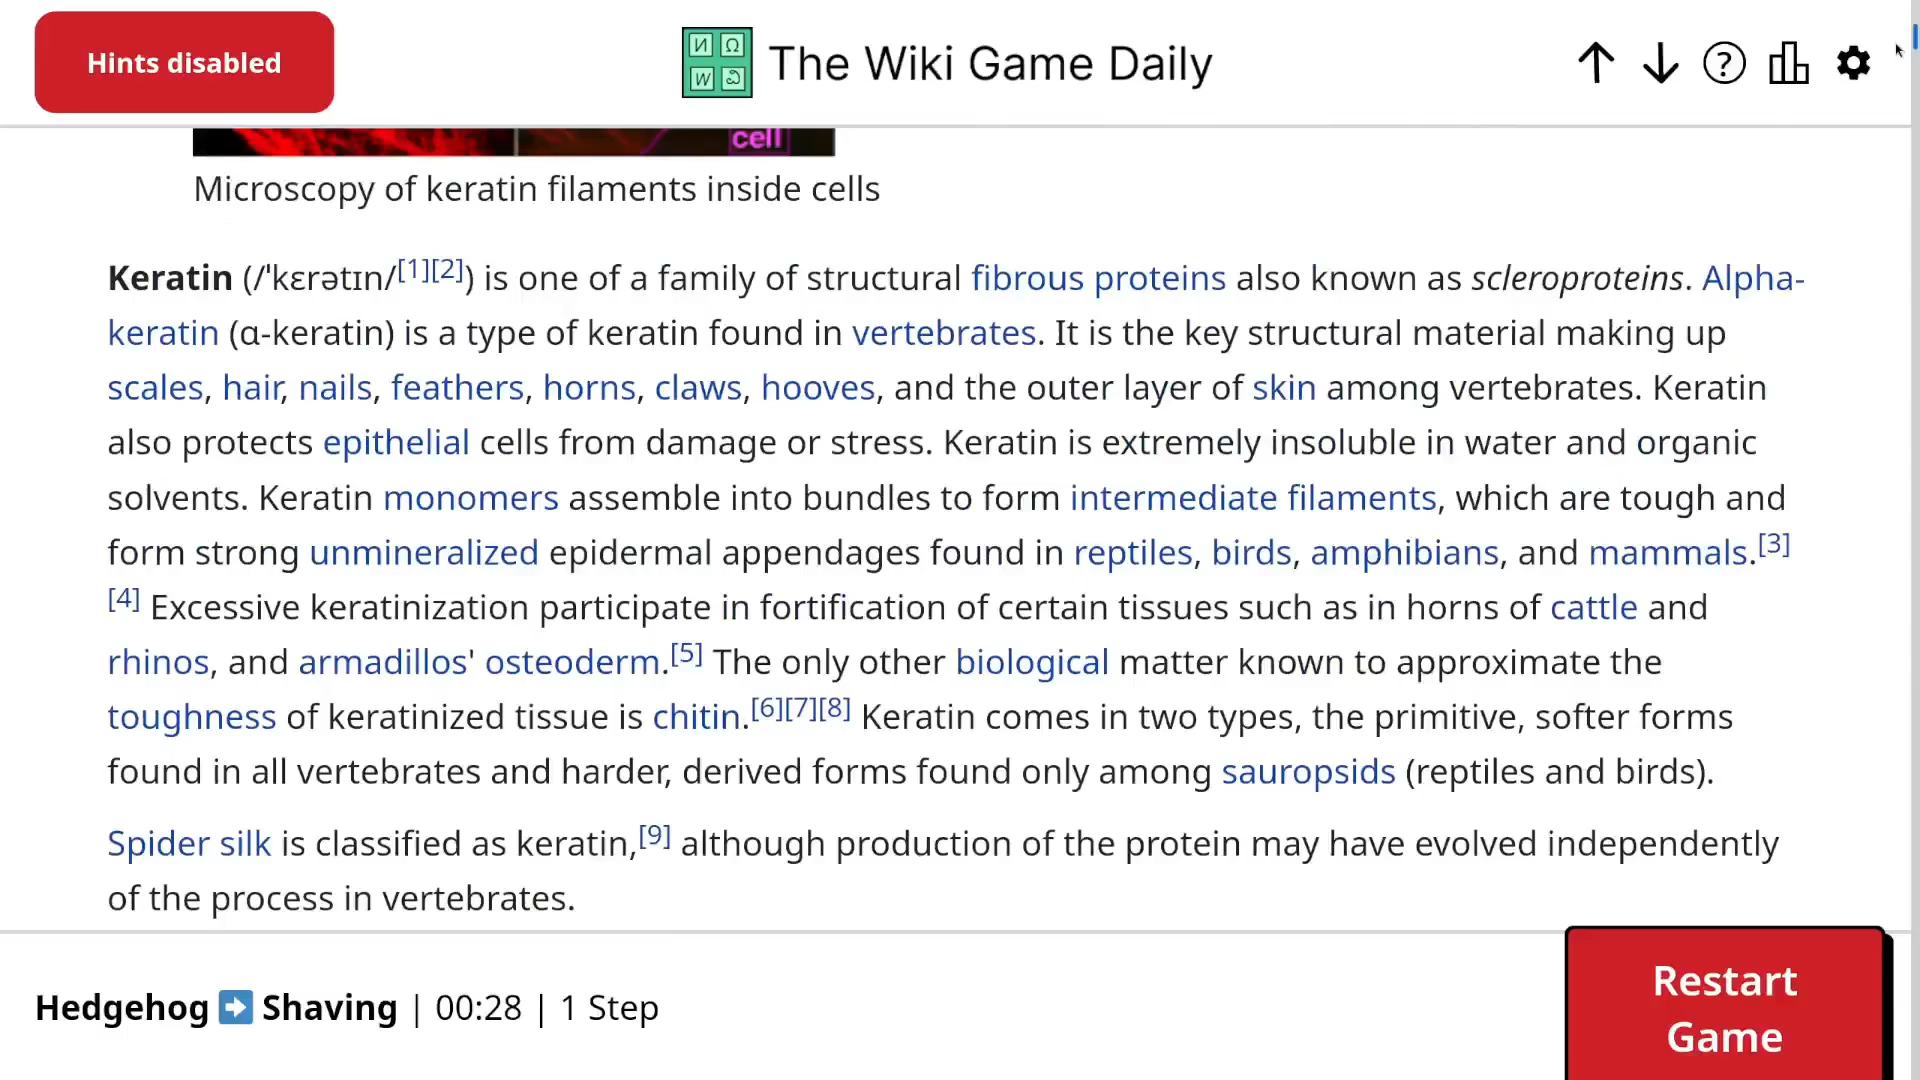 Hints disabled
И Ω W
The Wiki Game Daily
cell
Microscopy of keratin filaments inside cells
Keratin (/ˈkɛrətɪn/[1][2]) is one of a family of structural fibrous proteins also known as scleroproteins. Alpha-
keratin (α-keratin) is a type of keratin found in vertebrates. It is the key structural material making up
scales, hair, nails, feathers, horns, claws, hooves, and the outer layer of skin among vertebrates. Keratin
also protects epithelial cells from damage or stress. Keratin is extremely insoluble in water and organic
solvents. Keratin monomers assemble into bundles to form intermediate filaments, which are tough and
form strong unmineralized epidermal appendages found in reptiles, birds, amphibians, and mammals.[3]
[4] Excessive keratinization participate in fortification of certain tissues such as in horns of cattle and
rhinos, and armadillos' osteoderm.[5] The only other biological matter known to approximate the
toughness of keratinized tissue is chitin.[6][7][8] Keratin comes in two types, the primitive, softer forms
found in all vertebrates and harder, derived forms found only among sauropsids (reptiles and birds).
Spider silk is classified as keratin,[9] although production of the protein may have evolved independently
of the process in vertebrates.
Hedgehog ➡ Shaving | 00:28 | 1 Step
Restart
Game